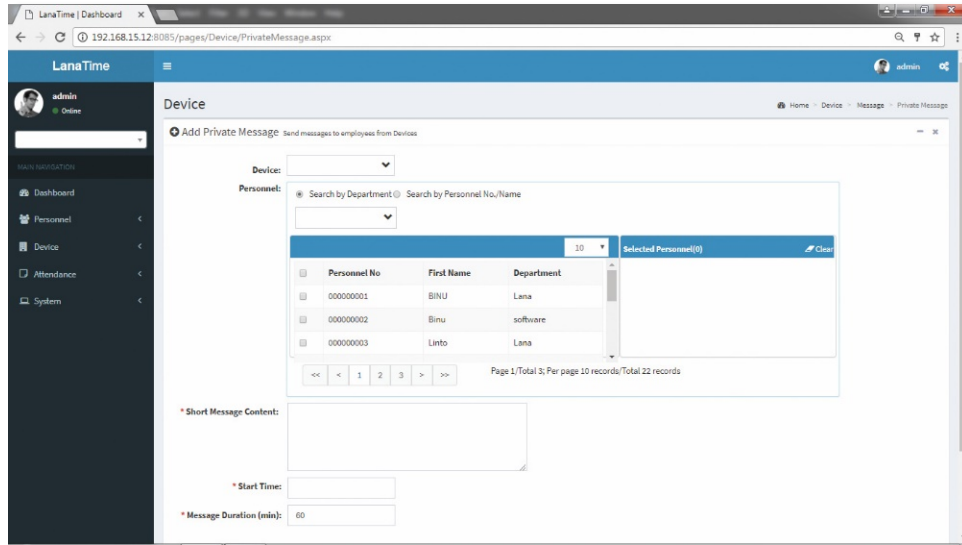 LanaTime | Dashboard
192.168.15.12:8085/pages/Device/PrivateMessage.aspx
LanaTime
admin
admin
Online
Device
Home > Device > Message > Private Message
Add Private Message Send messages to employees from Devices
MAIN NAVIGATION
Dashboard
Personnel
Device
Attendance
System
Device:
Personnel:
Search by Department Search by Personnel No./Name
10
Selected Personnel(0)
Clear
Personnel No First Name Department
000000001 BINU Lana
000000002 Binu software
000000003 Linto Lana
<< < 1 2 3 > >>
Page 1/Total 3; Per page 10 records/Total 22 records
* Short Message Content:
* Start Time:
* Message Duration (min): 60